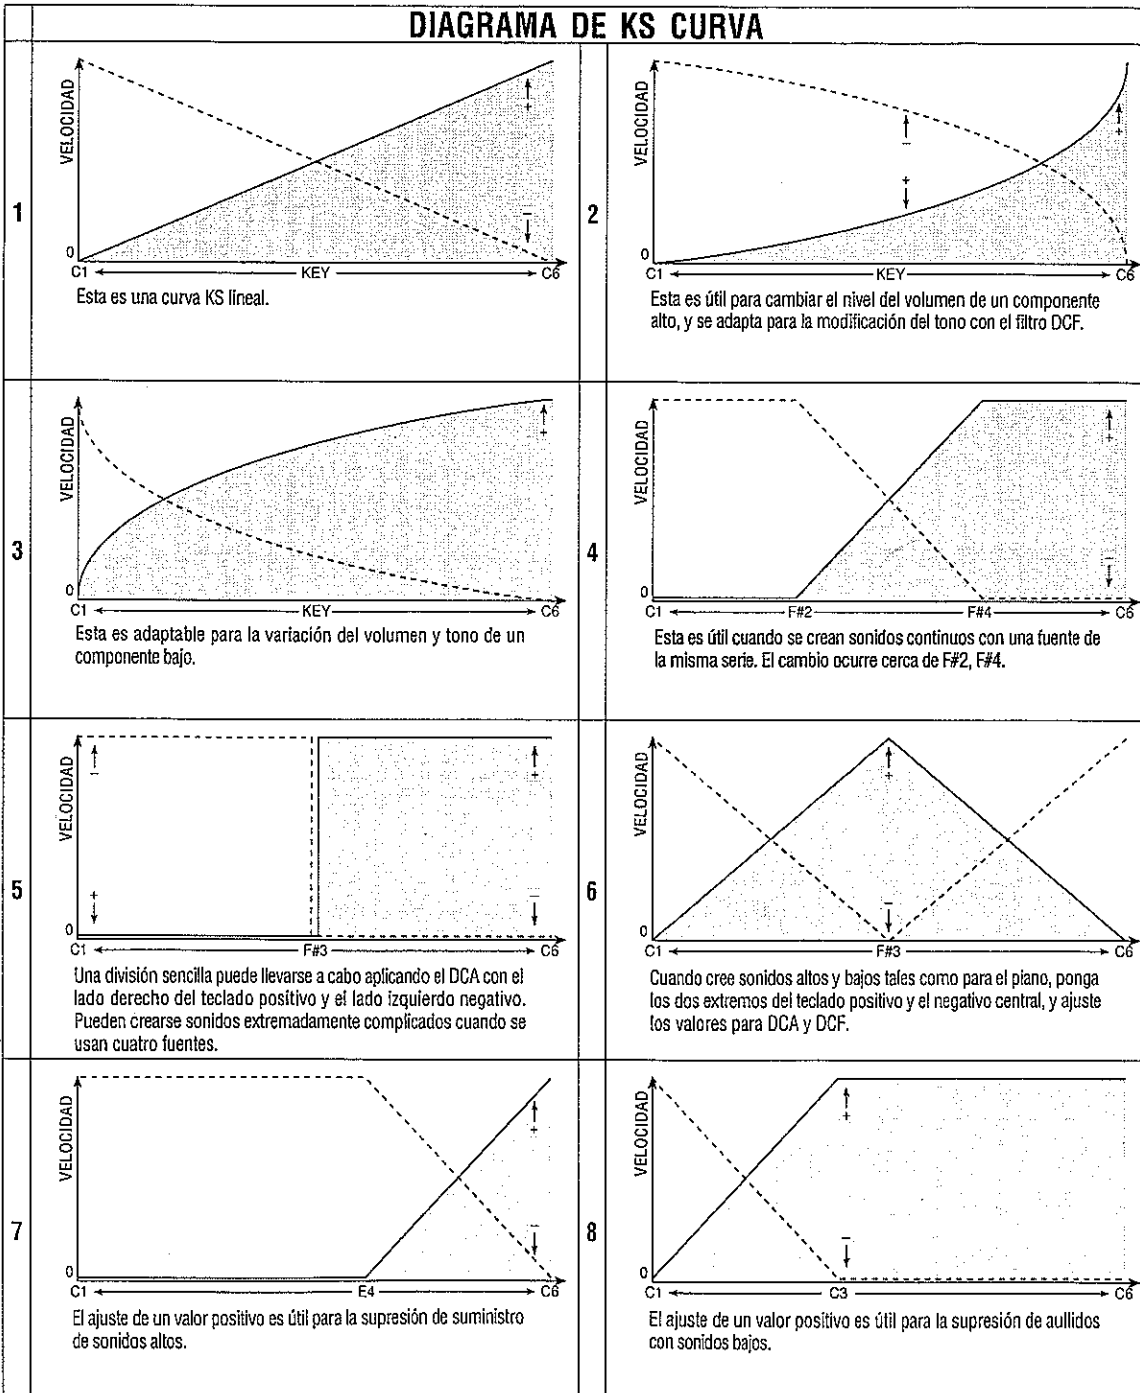 DIAGRAMA DE KS CURVA
1
VELOCIDAD
+
−
0
C1 KEY C6
Esta es una curva KS lineal.
2
VELOCIDAD
−
+
+
0
C1 KEY C6
Esta es útil para cambiar el nivel del volumen de un componente
alto, y se adapta para la modificación del tono con el filtro DCF.
3
VELOCIDAD
+
0
C1 KEY C6
Esta es adaptable para la variación del volumen y tono de un
componente bajo.
4
VELOCIDAD
+
−
0
C1 F#2 F#4 C6
Esta es útil cuando se crean sonidos continuos con una fuente de
la misma serie. El cambio ocurre cerca de F#2, F#4.
5
VELOCIDAD
−
+
+
−
0
C1 F#3 C6
Una división sencilla puede llevarse a cabo aplicando el DCA con el
lado derecho del teclado positivo y el lado izquierdo negativo.
Pueden crearse sonidos extremadamente complicados cuando se
usan cuatro fuentes.
6
VELOCIDAD
+
−
0
C1 F#3 C6
Cuando cree sonidos altos y bajos tales como para el piano, ponga
los dos extremos del teclado positivo y el negativo central, y ajuste
los valores para DCA y DCF.
7
VELOCIDAD
+
−
0
C1 E4 C6
El ajuste de un valor positivo es útil para la supresión de suministro
de sonidos altos.
8
VELOCIDAD
+
−
0
C1 C3 C6
El ajuste de un valor positivo es útil para la supresión de aullidos
con sonidos bajos.